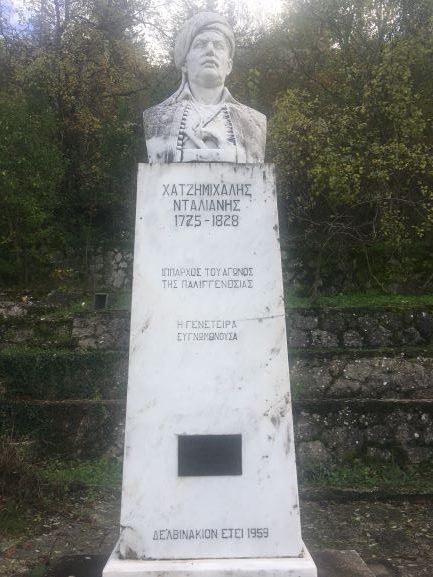 ΧΑΤΖΗΜΙΧΑΛΗΣ
ΝΤΑΛΙΑΝΗΣ
1775 - 1828
ΙΠΠΑΡΧΟΣ ΤΟΥ ΑΓΩΝΟΣ
ΤΗΣ ΠΑΛΙΓΓΕΝΕΣΙΑΣ
Η ΓΕΝΕΤΕΙΡΑ
ΕΥΓΝΩΜΟΝΟΥΣΑ
ΔΕΛΒΙΝΑΚΙΟΝ ΕΤΕΙ 1959